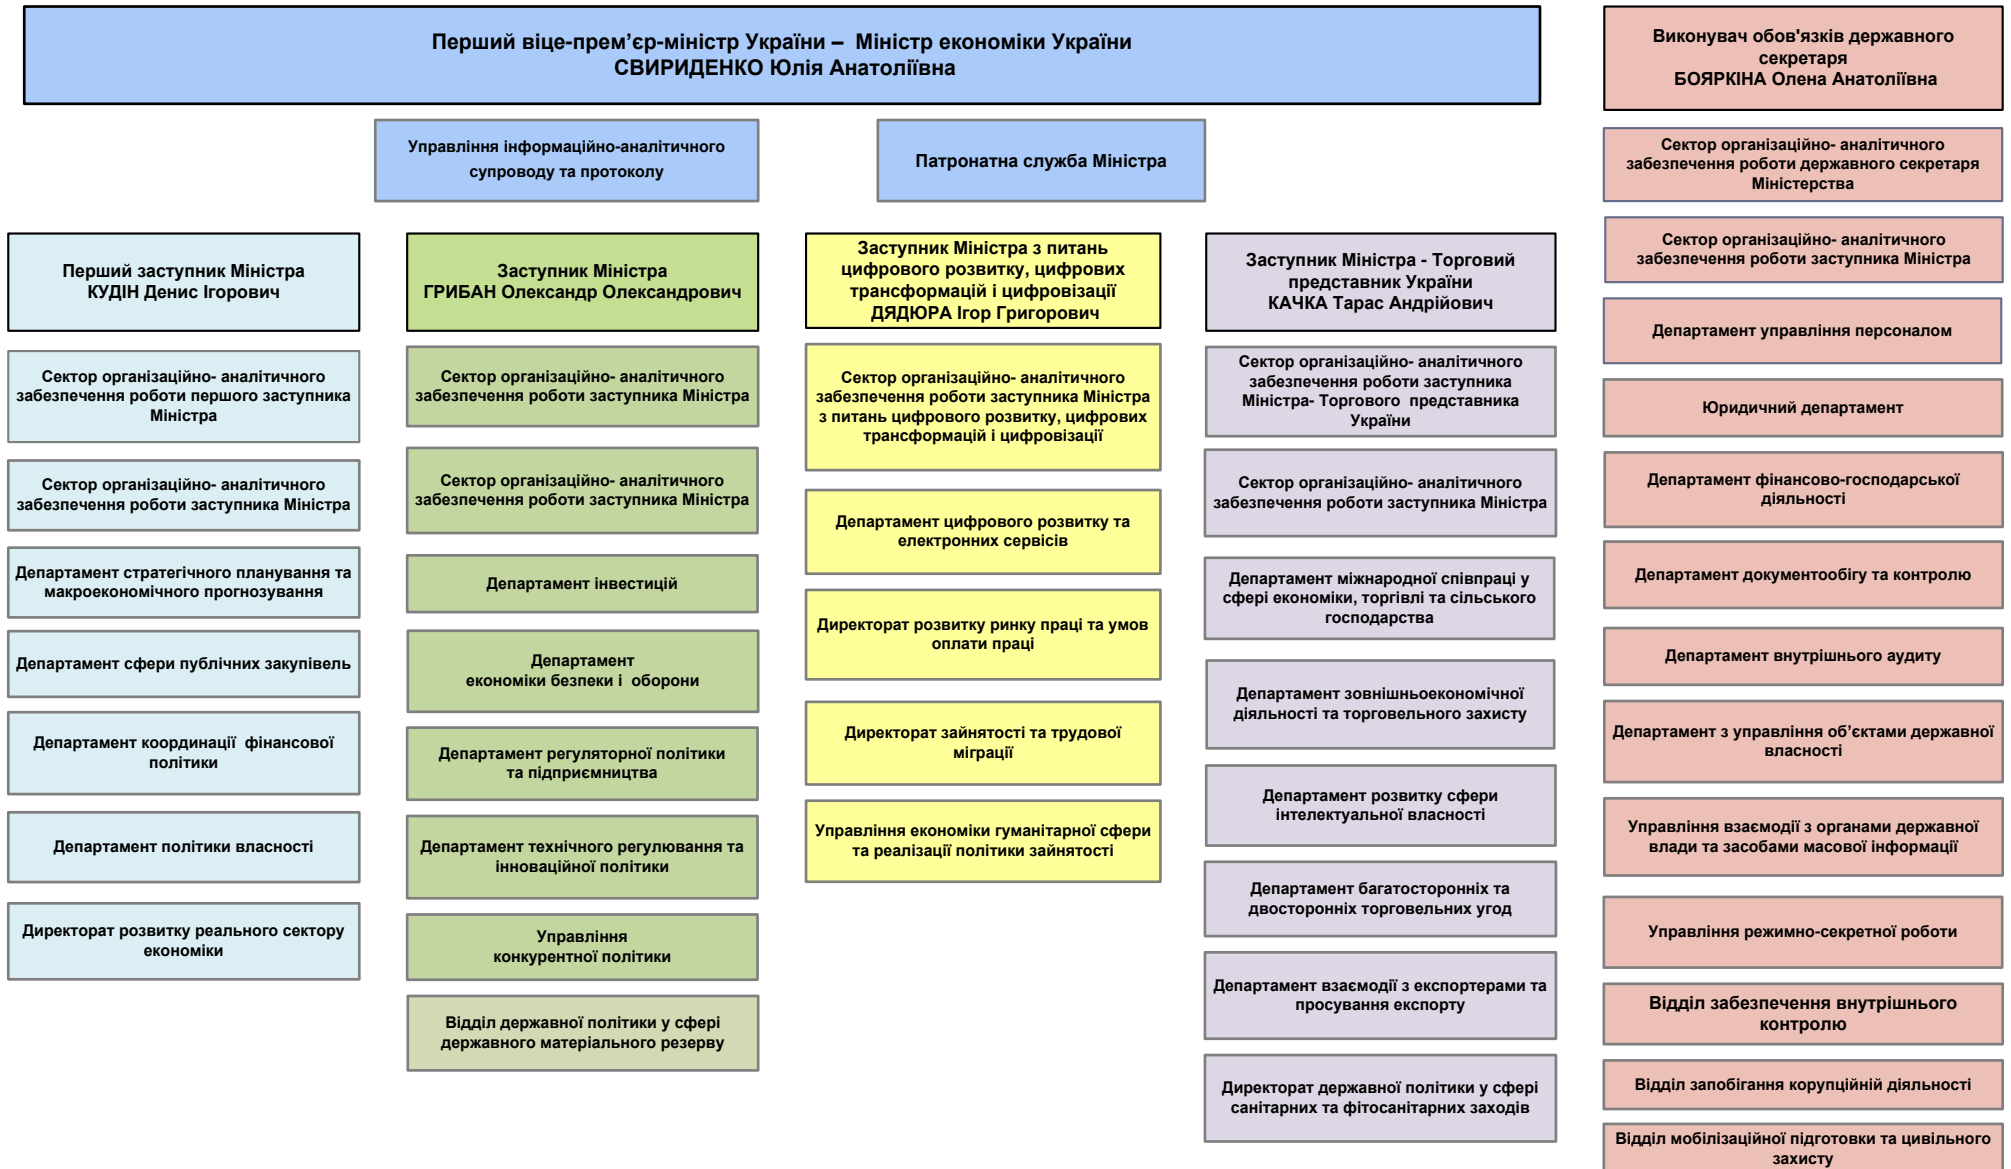 Перший віце-прем’єр-міністр України – Міністр економіки України
СВИРИДЕНКО Юлія Анатоліївна
Управління інформаційно-аналітичного
супроводу та протоколу
Патронатна служба Міністра
Перший заступник Міністра
КУДІН Денис Ігорович
Сектор організаційно- аналітичного
забезпечення роботи першого заступника
Міністра
Сектор організаційно- аналітичного
забезпечення роботи заступника Міністра
Департамент стратегічного планування та
макроекономічного прогнозування
Департамент сфери публічних закупівель
Департамент координації фінансової
політики
Департамент політики власності
Директорат розвитку реального сектору
економіки
Заступник Міністра
ГРИБАН Олександр Олександрович
Сектор організаційно- аналітичного
забезпечення роботи заступника Міністра
Сектор організаційно- аналітичного
забезпечення роботи заступника Міністра
Департамент інвестицій
Департамент
економіки безпеки і оборони
Департамент регуляторної політики
та підприємництва
Департамент технічного регулювання та
інноваційної політики
Управління
конкурентної політики
Відділ державної політики у сфері
державного матеріального резерву
Заступник Міністра з питань
цифрового розвитку, цифрових
трансформацій і цифровізації
ДЯДЮРА Ігор Григорович
Сектор організаційно- аналітичного
забезпечення роботи заступника Міністра
з питань цифрового розвитку, цифрових
трансформацій і цифровізації
Департамент цифрового розвитку та
електронних сервісів
Директорат розвитку ринку праці та умов
оплати праці
Директорат зайнятості та трудової
міграції
Управління економіки гуманітарної сфери
та реалізації політики зайнятості
Заступник Міністра - Торговий
представник України
КАЧКА Тарас Андрійович
Сектор організаційно- аналітичного
забезпечення роботи заступника
Міністра- Торгового представника
України
Сектор організаційно- аналітичного
забезпечення роботи заступника Міністра
Департамент міжнародної співпраці у
сфері економіки, торгівлі та сільського
господарства
Департамент зовнішньоекономічної
діяльності та торговельного захисту
Департамент розвитку сфери
інтелектуальної власності
Департамент багатосторонніх та
двосторонніх торговельних угод
Департамент взаємодії з експортерами та
просування експорту
Директорат державної політики у сфері
санітарних та фітосанітарних заходів
Виконувач обов'язків державного
секретаря
БОЯРКІНА Олена Анатоліївна
Сектор організаційно- аналітичного
забезпечення роботи державного секретаря
Міністерства
Сектор організаційно- аналітичного
забезпечення роботи заступника Міністра
Департамент управління персоналом
Юридичний департамент
Департамент фінансово-господарської
діяльності
Департамент документообігу та контролю
Департамент внутрішнього аудиту
Департамент з управління об’єктами державної
власності
Управління взаємодії з органами державної
влади та засобами масової інформації
Управління режимно-секретної роботи
Відділ забезпечення внутрішнього
контролю
Відділ запобігання корупційній діяльності
Відділ мобілізаційної підготовки та цивільного
захисту